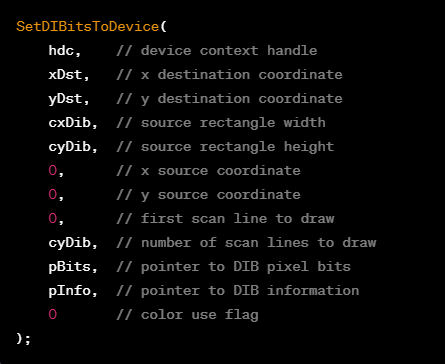 SetDIBitsToDevice(
    hdc,    // device context handle
    xDst,   // x destination coordinate
    yDst,   // y destination coordinate
    cxDib,  // source rectangle width
    cyDib,  // source rectangle height
    0,      // x source coordinate
    0,      // y source coordinate
    0,      // first scan line to draw
    cyDib,  // number of scan lines to draw
    pBits,  // pointer to DIB pixel bits
    pInfo,  // pointer to DIB information
    0       // color use flag
);